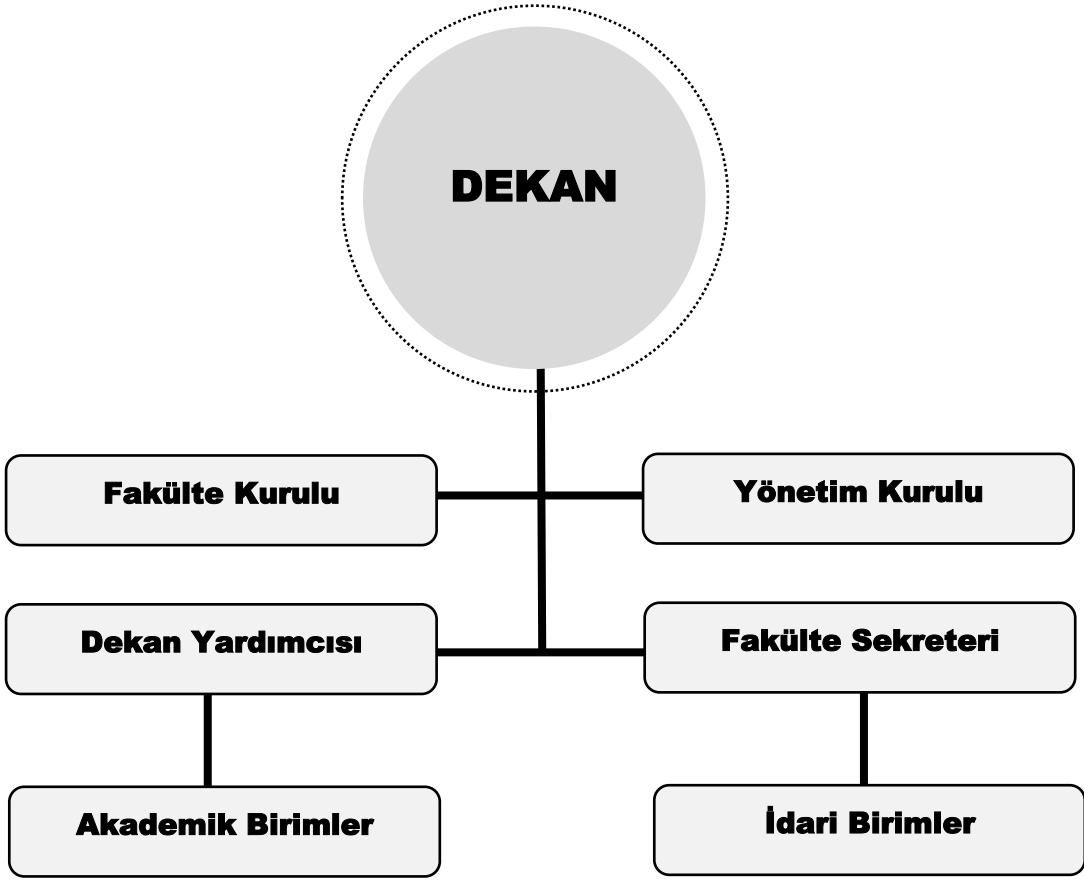 DEKAN
Fakülte Kurulu
Yönetim Kurulu
Dekan Yardımcısı
Fakülte Sekreteri
Akademik Birimler
İdari Birimler